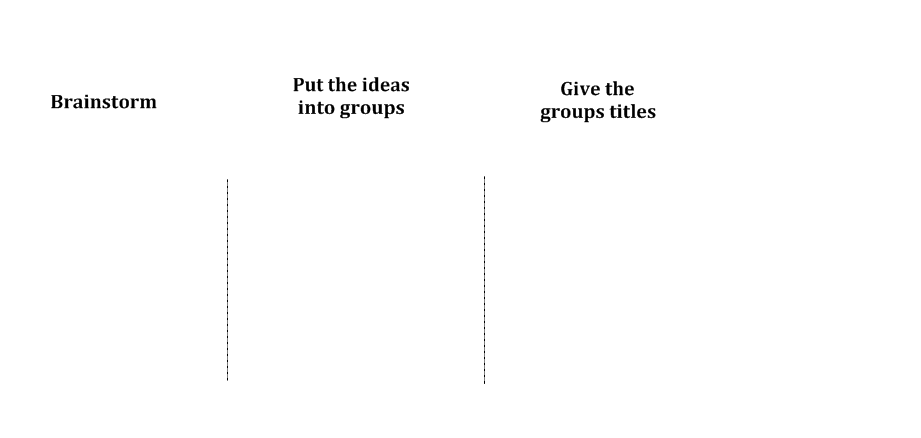 Brainstorm
Put the ideas
into groups
Give the
groups titles